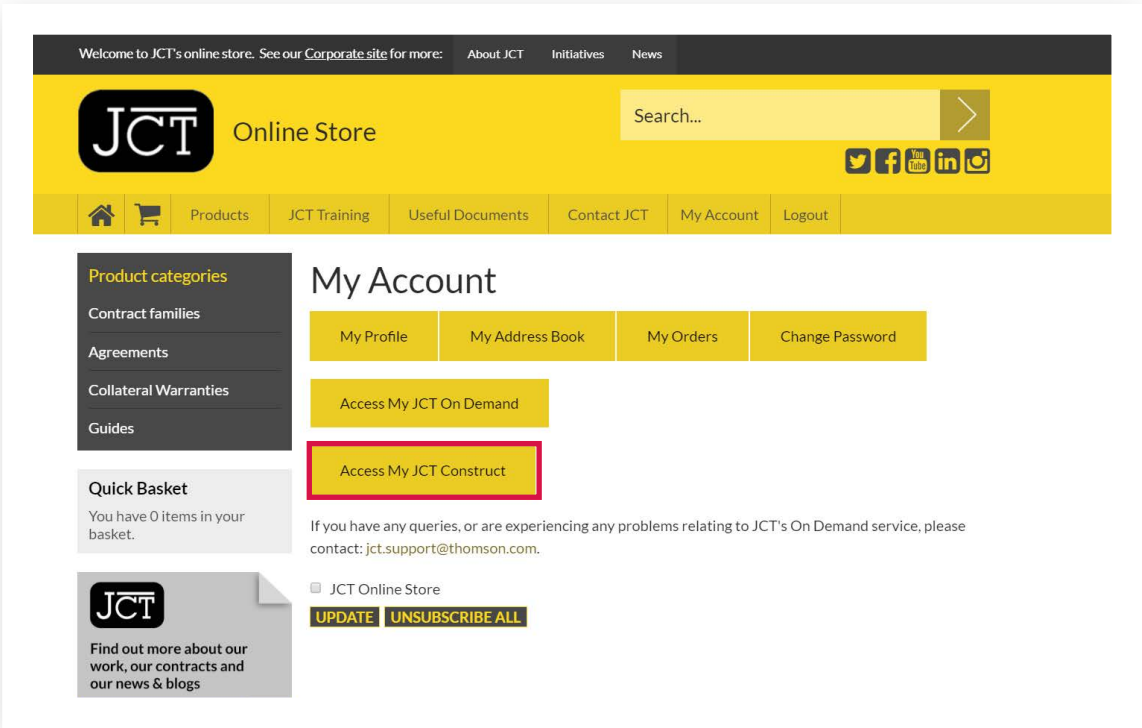 Welcome to JCT's online store. See our Corporate site for more: About JCT Initiatives News
JCT Online Store
Search...
You Tube in
Products JCT Training Useful Documents Contact JCT My Account Logout
Product categories
Contract families
Agreements
Collateral Warranties
Guides
Quick Basket
You have 0 items in your
basket.
JCT
Find out more about our
work, our contracts and
our news & blogs
My Account
My Profile My Address Book My Orders Change Password
Access My JCT On Demand
Access My JCT Construct
If you have any queries, or are experiencing any problems relating to JCT's On Demand service, please
contact: jct.support@thomson.com.
JCT Online Store
UPDATE UNSUBSCRIBE ALL